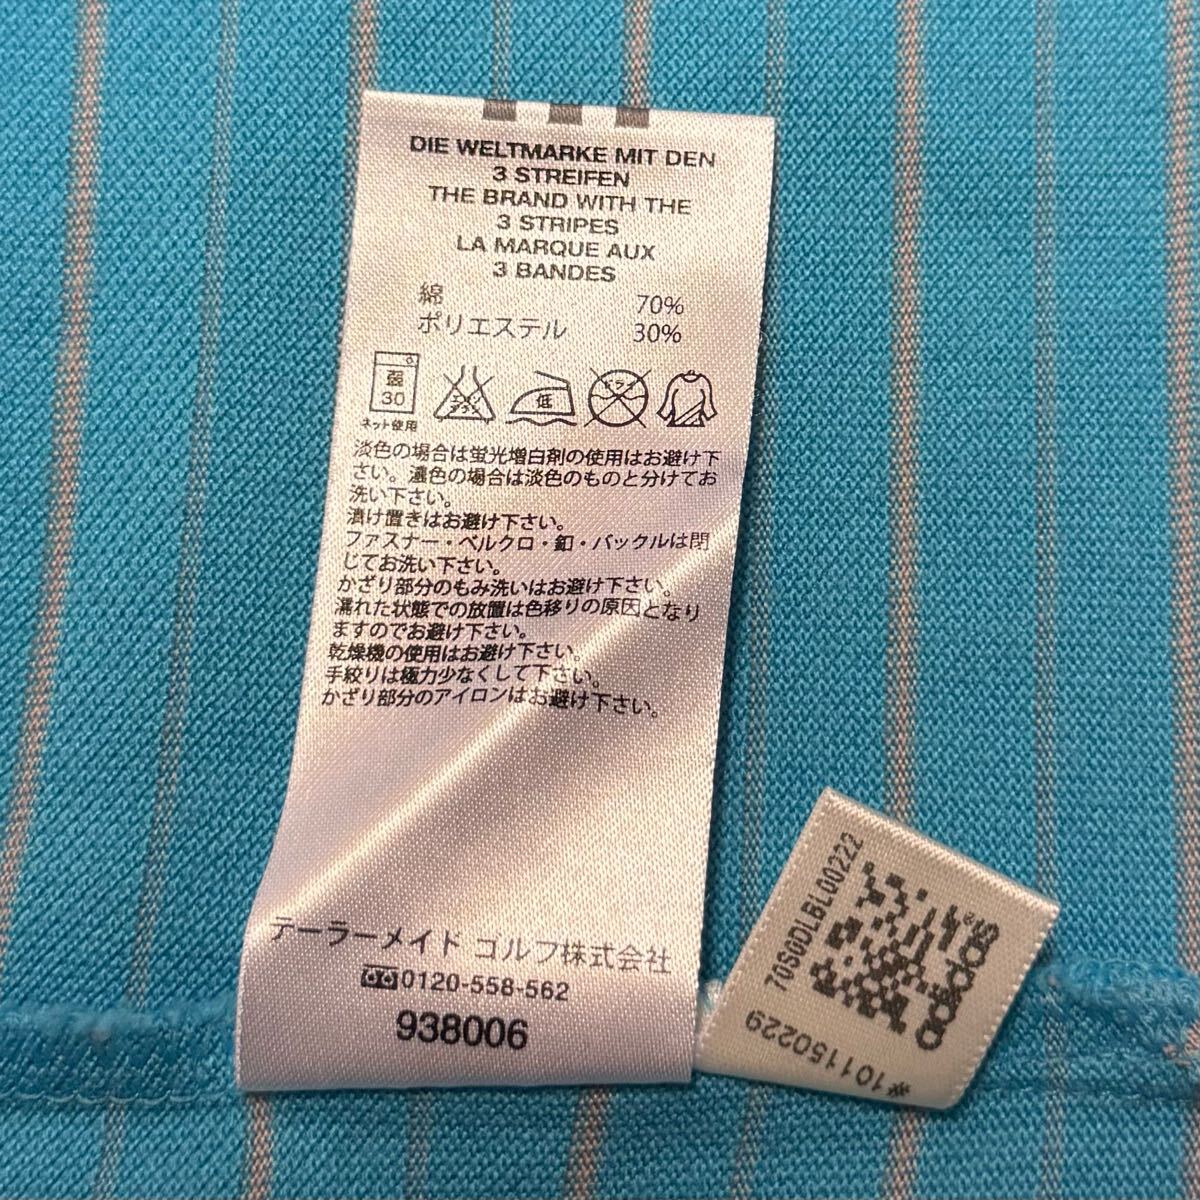 DIE WELTMARKE MIT DEN
3 STREIFEN
THE BRAND WITH THE
3 STRIPES
LA MARQUE AUX
3 BANDES
綿 70%
ポリエステル 30%
弱
30
ネット使用
エンソ
サラシ
低
ドライ
淡色の場合は蛍光増白剤の使用はお避け下
さい。濃色の場合は淡色のものと分けてお
洗い下さい。
漬け置きはお避け下さい。
ファスナー・ベルクロ・釦・バックルは閉
じてお洗い下さい。
かざり部分のもみ洗いはお避け下さい。
濡れた状態での放置は色移りの原因となり
ますのでお避け下さい。
乾燥機の使用はお避け下さい。
手絞りは極力少なくして下さい。
かざり部分のアイロンはお避け下さい。
テーラーメイド ゴルフ株式会社
0120-558-562
938006
70S0DLBL00222
adidas®
#101150229